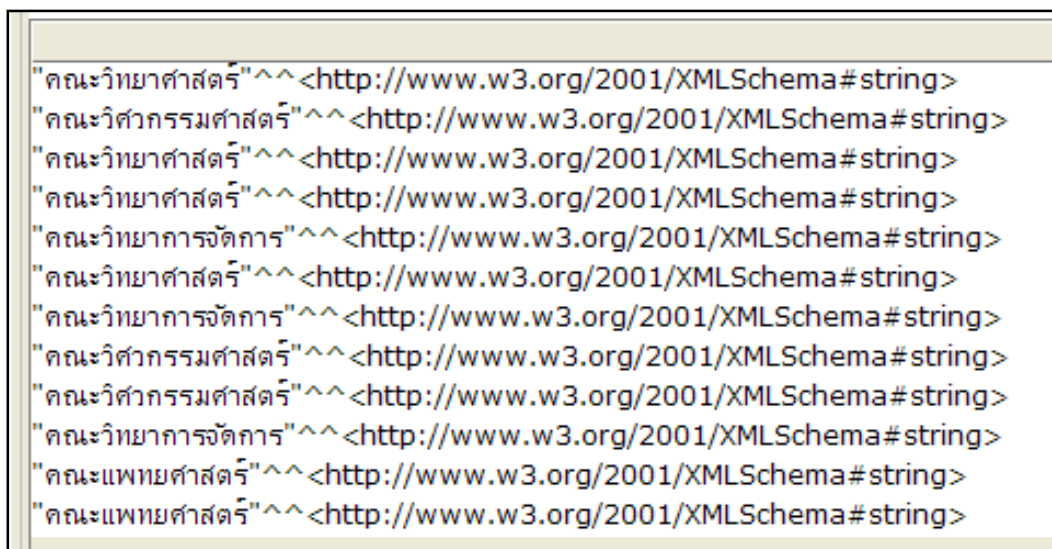 "คณะวิทยาศาสตร์"^^<http://www.w3.org/2001/XMLSchema#string>
"คณะวิศวกรรมศาสตร์"^^<http://www.w3.org/2001/XMLSchema#string>
"คณะวิทยาศาสตร์"^^<http://www.w3.org/2001/XMLSchema#string>
"คณะวิทยาศาสตร์"^^<http://www.w3.org/2001/XMLSchema#string>
"คณะวิทยาการจัดการ"^^<http://www.w3.org/2001/XMLSchema#string>
"คณะวิทยาศาสตร์"^^<http://www.w3.org/2001/XMLSchema#string>
"คณะวิทยาการจัดการ"^^<http://www.w3.org/2001/XMLSchema#string>
"คณะวิศวกรรมศาสตร์"^^<http://www.w3.org/2001/XMLSchema#string>
"คณะวิศวกรรมศาสตร์"^^<http://www.w3.org/2001/XMLSchema#string>
"คณะวิทยาการจัดการ"^^<http://www.w3.org/2001/XMLSchema#string>
"คณะแพทยศาสตร์"^^<http://www.w3.org/2001/XMLSchema#string>
"คณะแพทยศาสตร์"^^<http://www.w3.org/2001/XMLSchema#string>